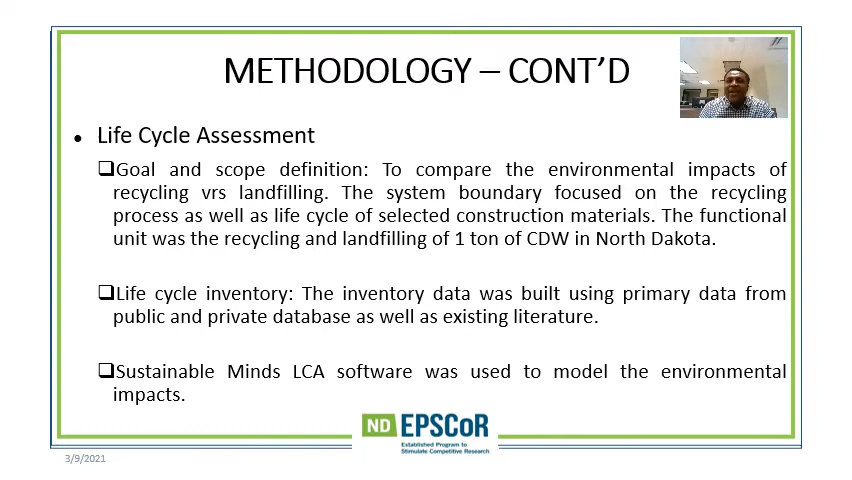 METHODOLOGY – CONT’D
● Life Cycle Assessment
❑Goal and scope definition: To compare the environmental impacts of
recycling vrs landfilling. The system boundary focused on the recycling
process as well as life cycle of selected construction materials. The functional
unit was the recycling and landfilling of 1 ton of CDW in North Dakota.
❑Life cycle inventory: The inventory data was built using primary data from
public and private database as well as existing literature.
❑Sustainable Minds LCA software was used to model the environmental
impacts.
ND EPSCoR
Established Program to
Stimulate Competitive Research
3/9/2021